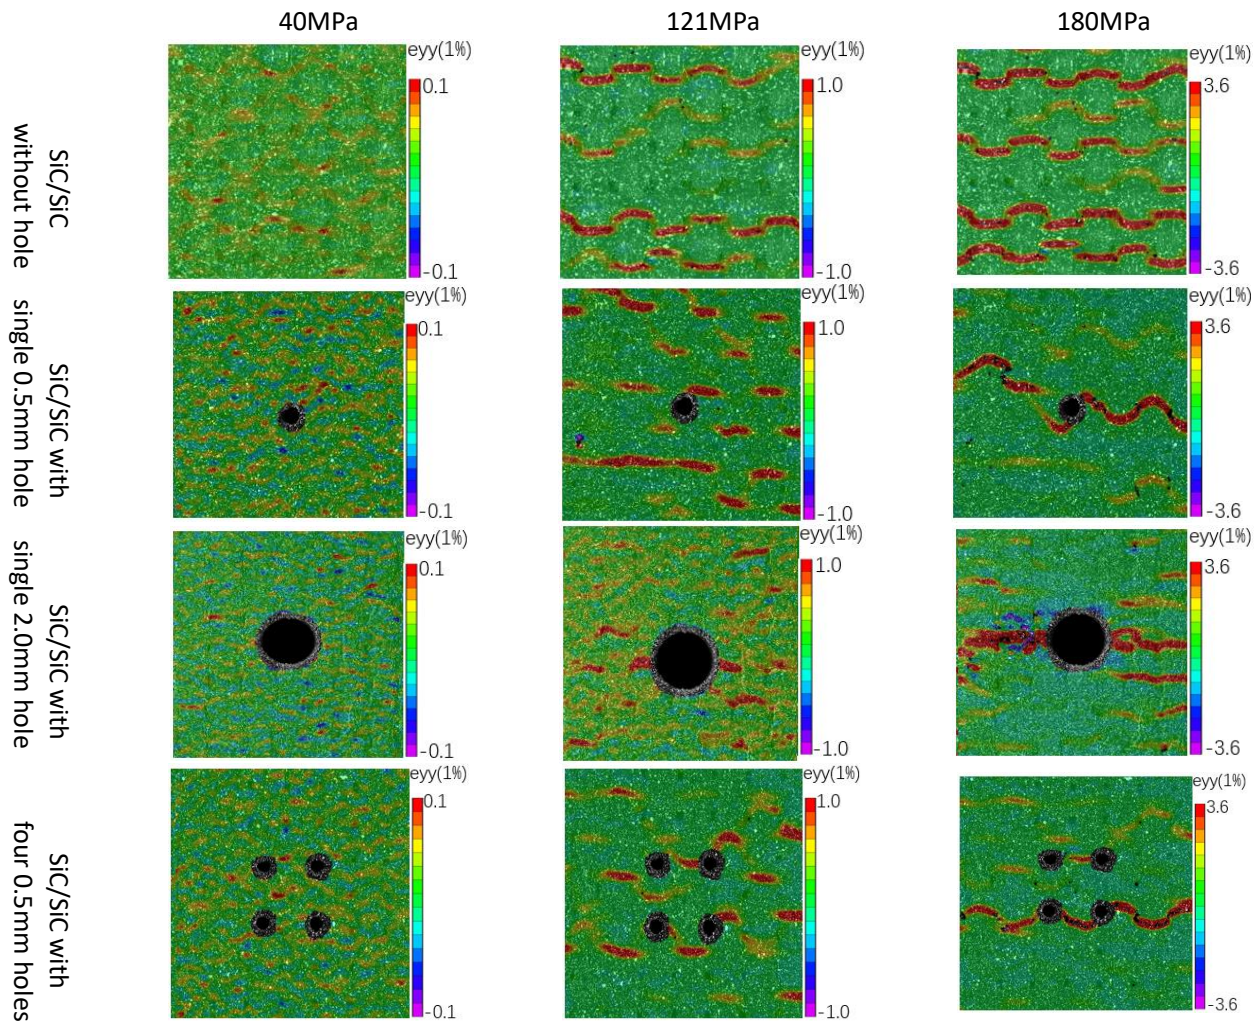 40MPa
121MPa
180MPa
SiC/SiC
without hole
eyy(1%)
0.1
-0.1
eyy(1%)
1.0
-1.0
eyy(1%)
3.6
-3.6
SiC/SiC with
single 0.5mm hole
eyy(1%)
0.1
-0.1
eyy(1%)
1.0
-1.0
eyy(1%)
3.6
-3.6
SiC/SiC with
single 2.0mm hole
eyy(1%)
0.1
-0.1
eyy(1%)
1.0
-1.0
eyy(1%)
3.6
-3.6
SiC/SiC with
four 0.5mm holes
eyy(1%)
0.1
-0.1
eyy(1%)
1.0
-1.0
eyy(1%)
3.6
-3.6